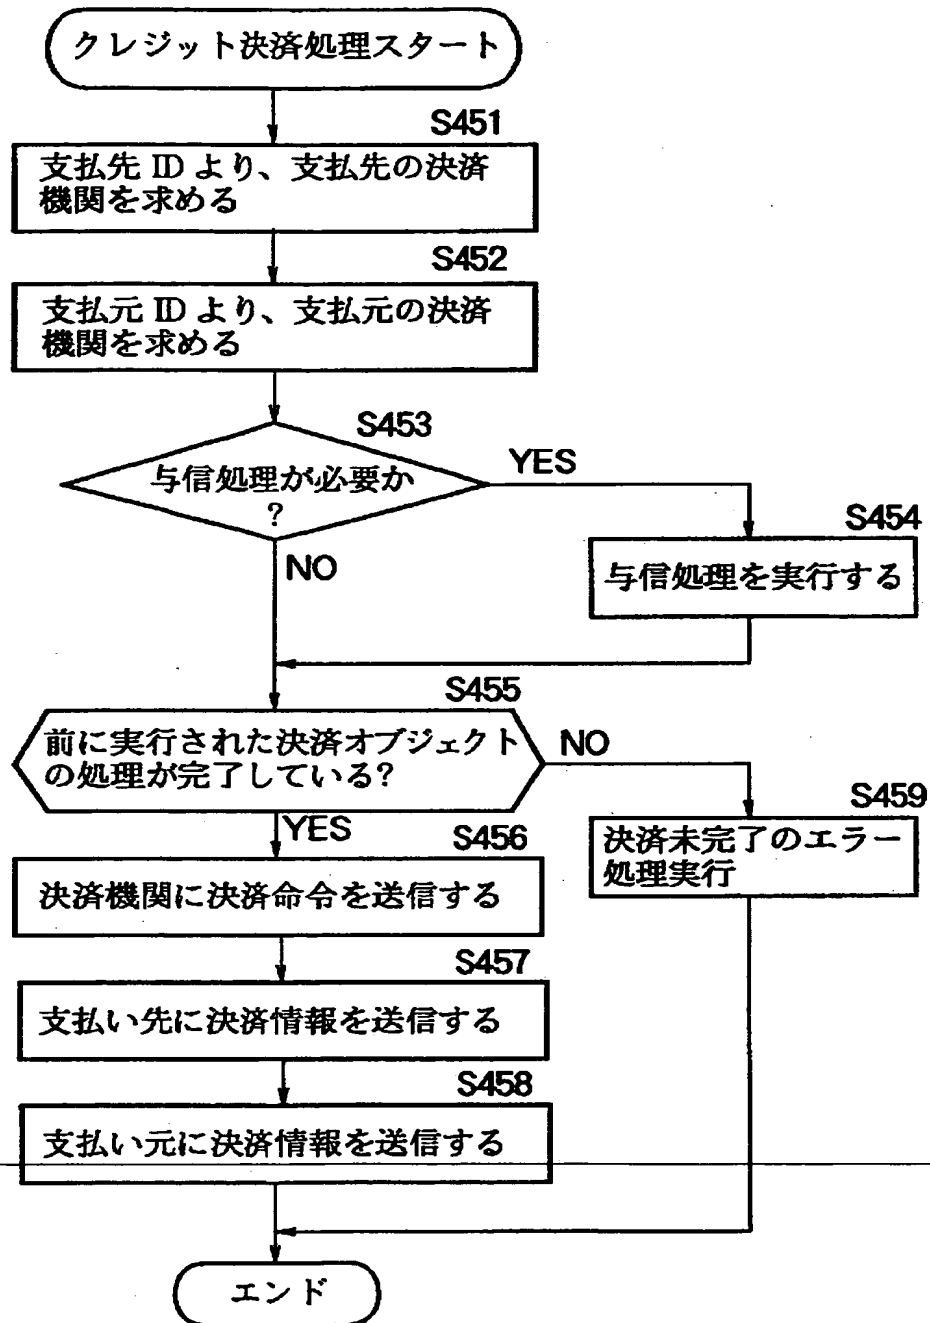 クレジット決済処理スタート
S451
支払先 ID より、支払先の決済
機関を求める
S452
支払元 ID より、支払元の決済
機関を求める
S453
与信処理が必要か
?
YES
NO
S454
与信処理を実行する
S455
前に実行された決済オブジェクト
の処理が完了している?
NO
YES
S459
決済未完了のエラー
処理実行
S456
決済機関に決済命令を送信する
S457
支払い先に決済情報を送信する
S458
支払い元に決済情報を送信する
エンド